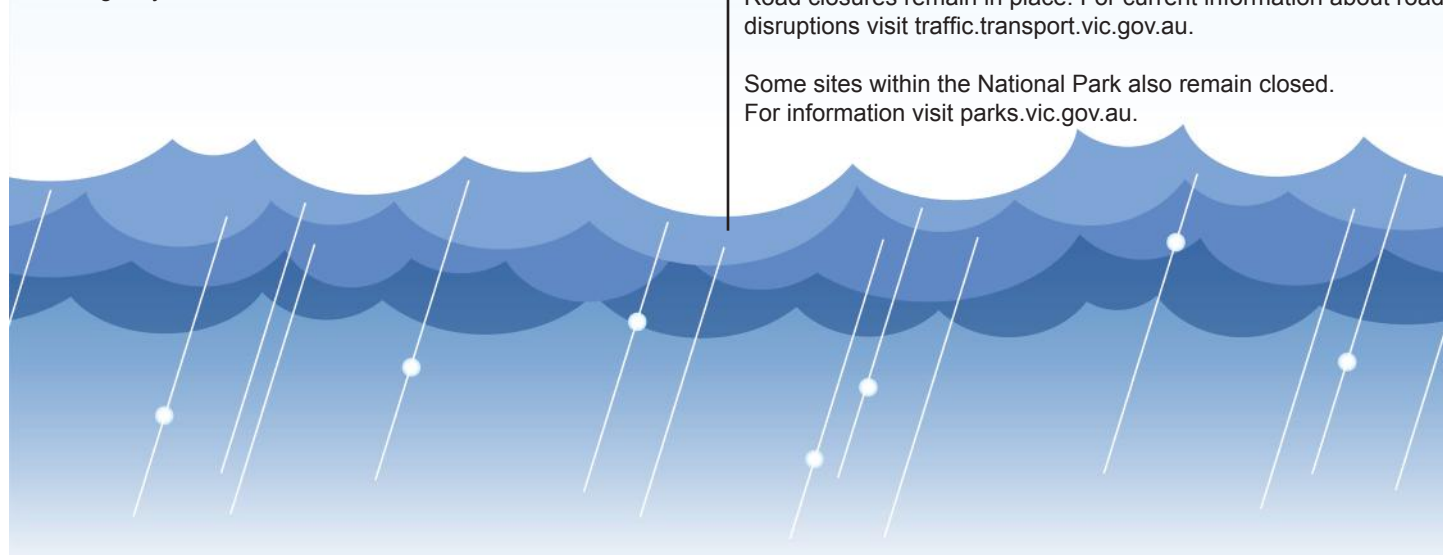 Road closures remain in place. For current information about road
disruptions visit traffic.transport.vic.gov.au.
Some sites within the National Park also remain closed.
For information visit parks.vic.gov.au.